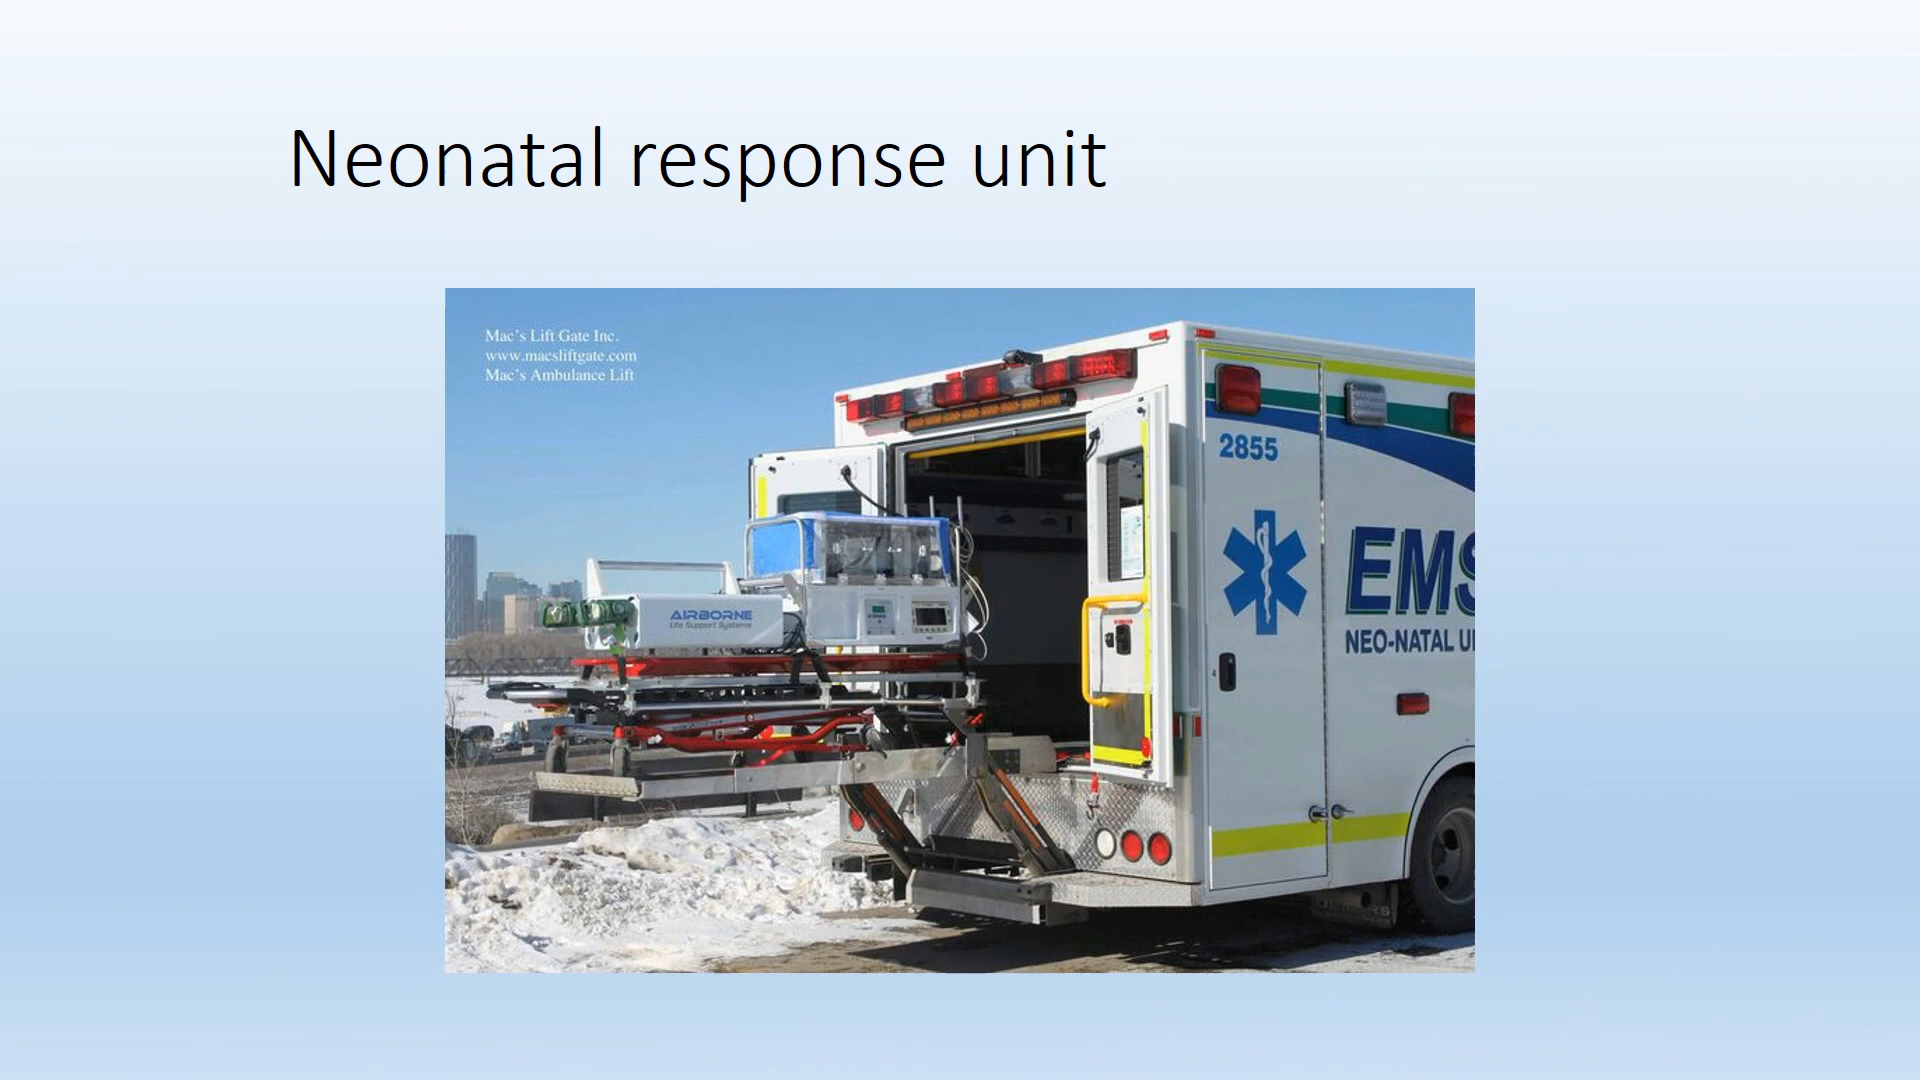 Neonatal response unit
Mac's Lift Gate Inc.
www.macsliftgate.com
Mac's Ambulance Lift
2855
AIRBORNE
Life Support Systems
EMS
NEO-NATAL U